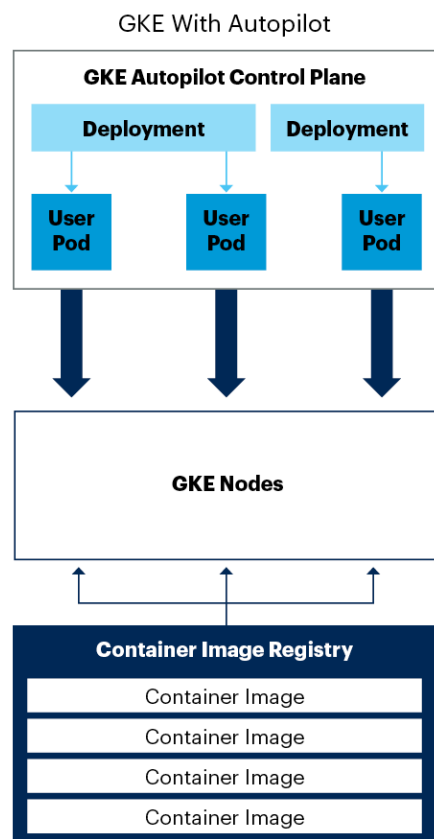 GKE With Autopilot
GKE Autopilot Control Plane
Deployment
Deployment
User
Pod
User
Pod
User
Pod
GKE Nodes
Container Image Registry
Container Image
Container Image
Container Image
Container Image